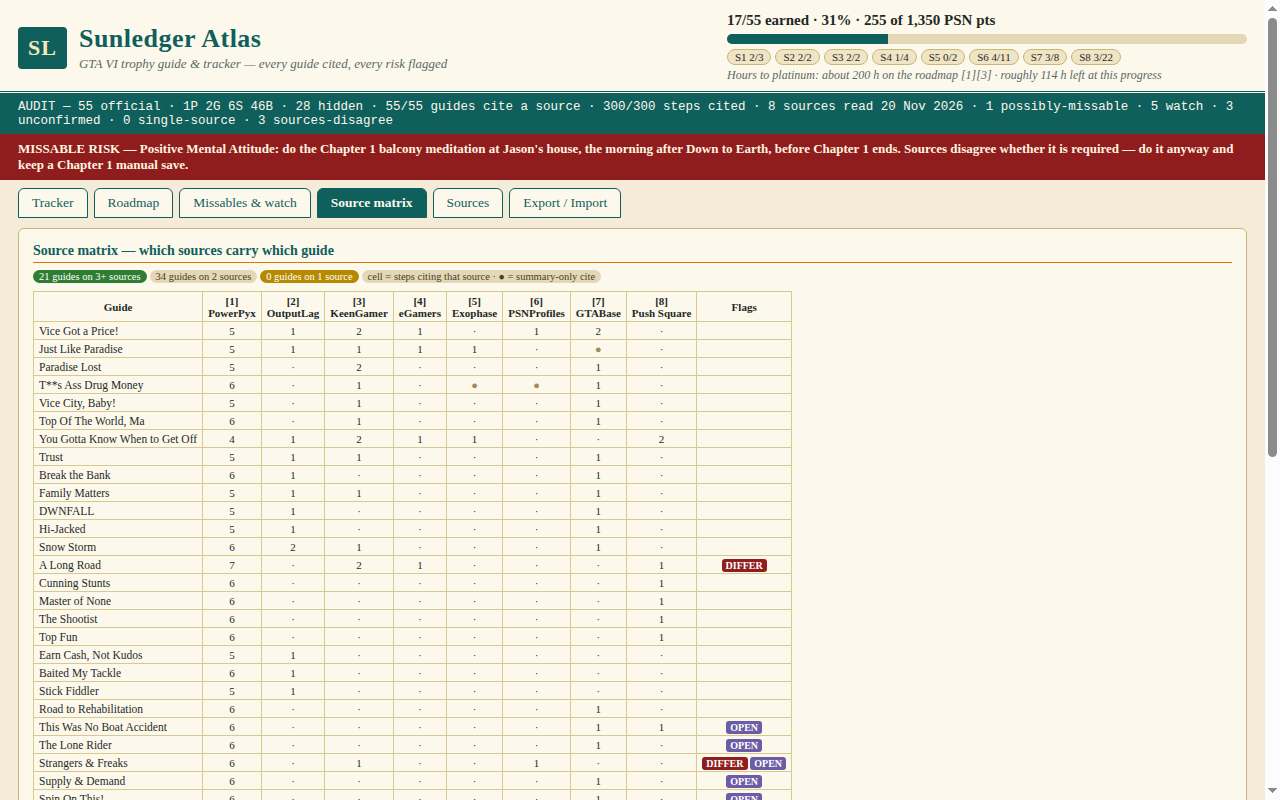 SL
Sunledger Atlas
GTA VI trophy guide & tracker — every guide cited, every risk flagged
17/55 earned · 31% · 255 of 1,350 PSN pts
S1 2/3 S2 2/2 S3 2/2 S4 1/4 S5 0/2 S6 4/11 S7 3/8 S8 3/22
Hours to platinum: about 200 h on the roadmap [1][3] · roughly 114 h left at this progress
AUDIT — 55 official · 1P 2G 6S 46B · 28 hidden · 55/55 guides cite a source · 300/300 steps cited · 8 sources read 20 Nov 2026 · 1 possibly-missable · 5 watch · 3
unconfirmed · 0 single-source · 3 sources-disagree
MISSABLE RISK — Positive Mental Attitude: do the Chapter 1 balcony meditation at Jason's house, the morning after Down to Earth, before Chapter 1 ends. Sources disagree whether it is required — do it anyway and
keep a Chapter 1 manual save.
Tracker Roadmap Missables & watch Source matrix Sources Export / Import
Source matrix — which sources carry which guide
21 guides on 3+ sources 34 guides on 2 sources 0 guides on 1 source cell = steps citing that source · ● = summary-only cite
Guide [1] PowerPyx [2] OutputLag [3] KeenGamer [4] eGamers [5] Exophase [6] PSNProfiles [7] GTABase [8] Push Square Flags
Vice Got a Price! 5 1 2 1 · 1 2 ·
Just Like Paradise 5 1 1 1 1 · ● ·
Paradise Lost 5 · 2 · · · 1 ·
T**s Ass Drug Money 6 · 1 · ● ● 1 ·
Vice City, Baby! 5 · 1 · · · 1 ·
Top Of The World, Ma 6 · 1 · · · 1 ·
You Gotta Know When to Get Off 4 1 2 1 1 · · 2
Trust 5 1 1 · · · 1 ·
Break the Bank 6 1 · · · · 1 ·
Family Matters 5 1 1 · · · 1 ·
DWNFALL 5 1 · · · · 1 ·
Hi-Jacked 5 1 · · · · 1 ·
Snow Storm 6 2 1 · · · 1 ·
A Long Road 7 · 2 1 · · · 1 DIFFER
Cunning Stunts 6 · · · · · · 1
Master of None 6 · · · · · · 1
The Shootist 6 · · · · · · 1
Top Fun 6 · · · · · · 1
Earn Cash, Not Kudos 5 1 · · · · · ·
Baited My Tackle 6 1 · · · · · ·
Stick Fiddler 5 1 · · · · · ·
Road to Rehabilitation 6 · · · · · 1 ·
This Was No Boat Accident 6 · · · · · 1 1 OPEN
The Lone Rider 6 · · · · · 1 · OPEN
Strangers & Freaks 6 · 1 · · 1 · · DIFFER OPEN
Supply & Demand 6 · · · · · 1 · OPEN
Spin On This! 6 · · · · · 1 · OPEN